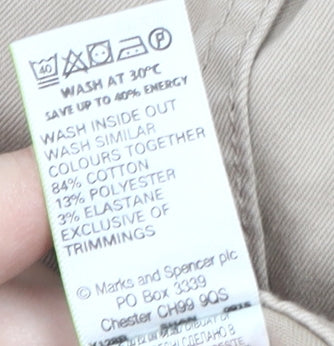 40 P
WASH AT 30°C
SAVE UP TO 40% ENERGY
WASH INSIDE OUT
WASH SIMILAR
COLOURS TOGETHER
84% COTTON
13% POLYESTER
3% ELASTANE
EXCLUSIVE OF
TRIMMINGS
© Marks and Spencer plc
PO Box 3339
Chester CH99 9QS